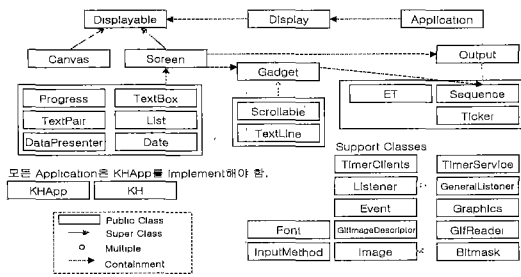 Displayable
Display
Application
Canvas
Screen
Output
Gadget
Progress
TextBox
TextPair
List
DataPresenter
Date
Scrollable
TextLine
ET
Sequence
Ticker
모든 Application은 KHApp를 Implement해야 함.
KHApp
KH
Support Classes
TimerClients
TimerService
Listener
GeneralListener
Event
Graphics
Font
GifImageDescriptor
GifReader
InputMethod
Image
Bitmask
Public Class
Super Class
Multiple
Containment